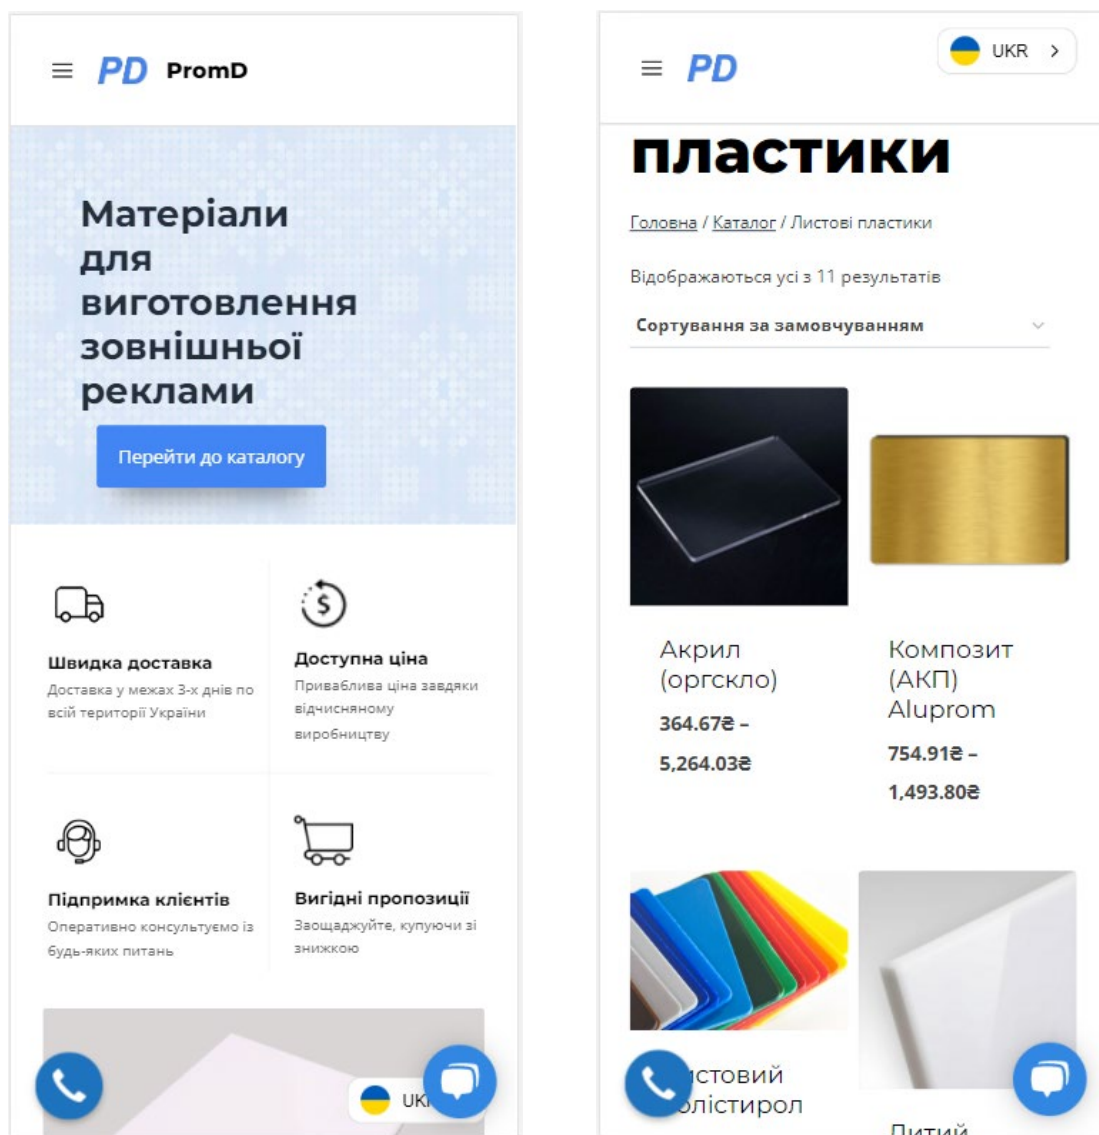 PD PromD
Матеріали
для
виготовлення
зовнішньої
реклами
Перейти до каталогу
Швидка доставка
Доставка у межах 3-х днів по
всій території України
Доступна ціна
Приваблива ціна завдяки
відчисняному
виробництву
Підпримка клієнтів
Оперативно консультуємо із
будь-яких питань
Вигідні пропозиції
Заощаджуйте, купуючи зі
знижкою
PD
UKR
пластики
Головна / Каталог / Листові пластики
Відображаються усі з 11 результатів
Сортування за замовчуванням
Акрил
(оргскло)
364.67₴ –
5,264.03₴
Композит
(АКП)
Aluprom
754.91₴ –
1,493.80₴